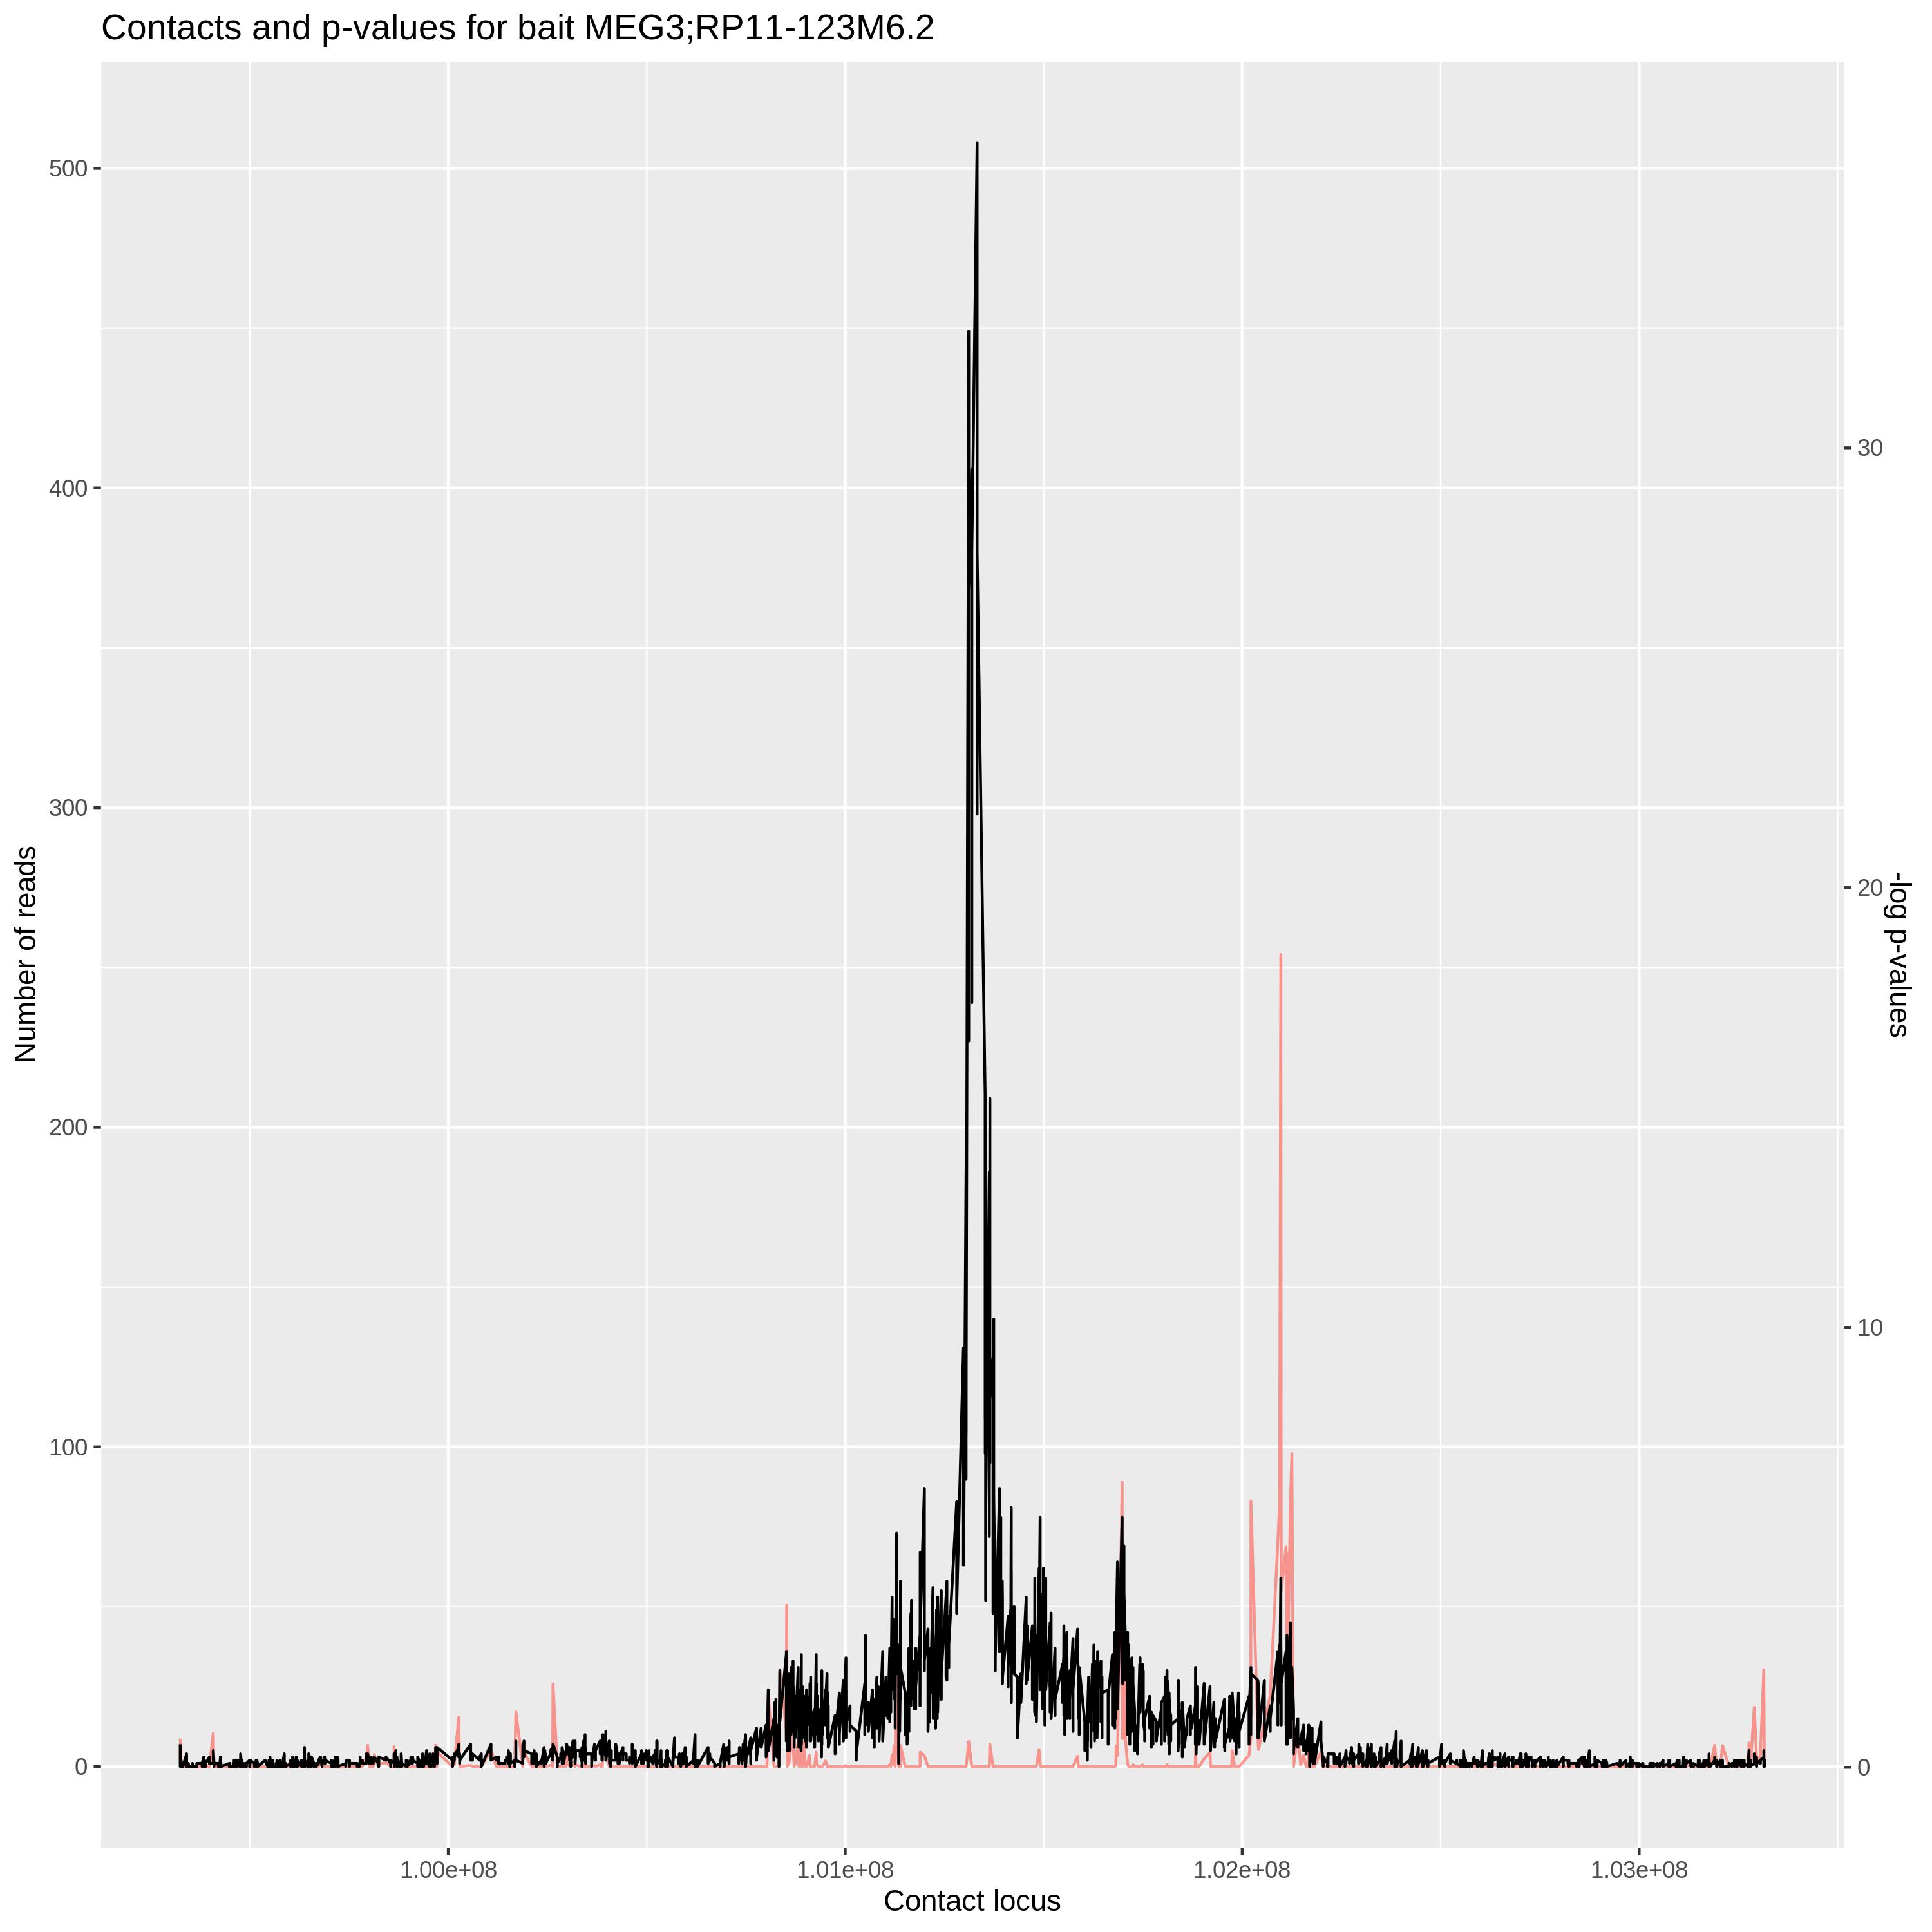 Contacts and p-values for bait MEG3;RP11-123M6.2
500
400
300
200
100
0
Number of reads
30
20
10
0
-log p-values
1.00e+08
1.01e+08
1.02e+08
1.03e+08
Contact locus